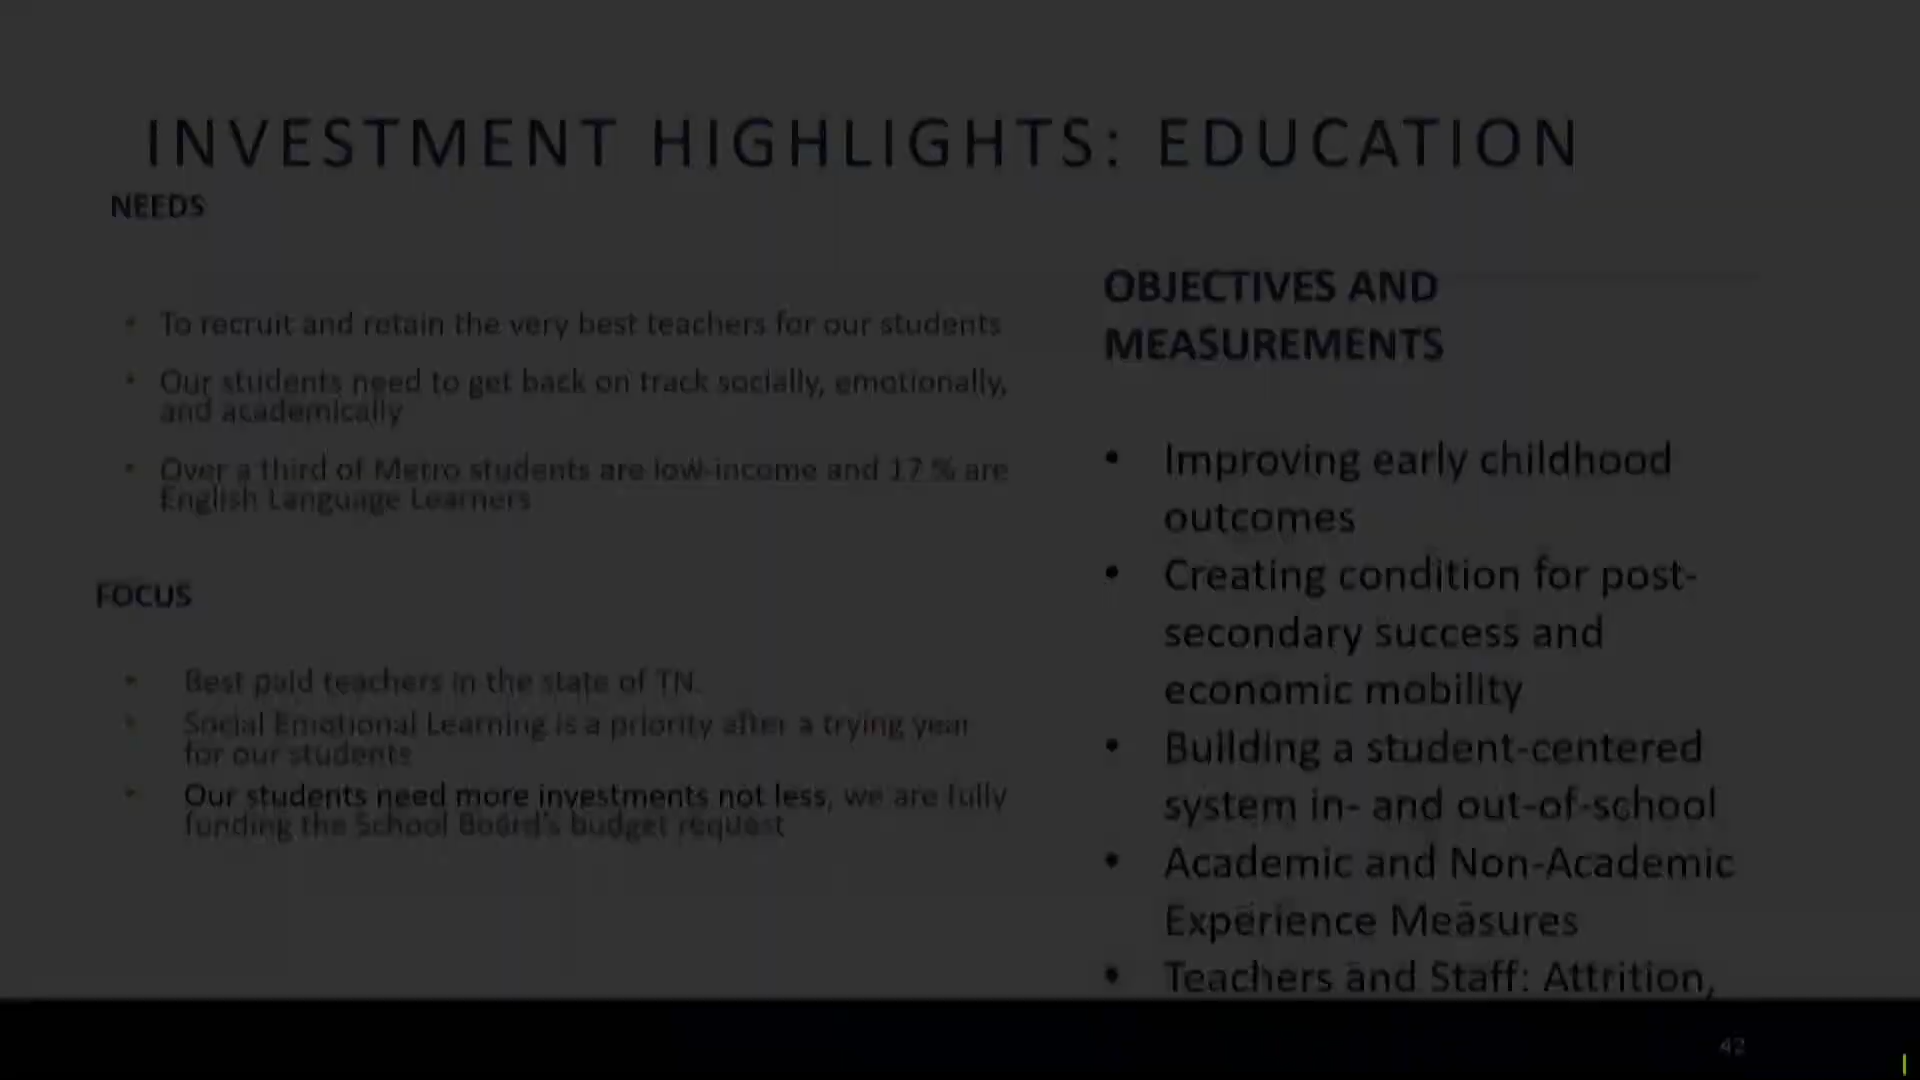 INVESTMENT HIGHLIGHTS: EDUCATION
NEEDS
• To recruit and retain the very best teachers for our students
• Our students need to get back on track socially, emotionally,
and academically
• Over a third of Metro students are low-income and 17 % are
English Language Learners
FOCUS
• Best paid teachers in the state of TN.
• Social Emotional Learning is a priority after a trying year
for our students
• Our students need more investments not less, we are fully
funding the School Board's budget request
OBJECTIVES AND
MEASUREMENTS
• Improving early childhood
outcomes
• Creating condition for post-
secondary success and
economic mobility
• Building a student-centered
system in- and out-of-school
• Academic and Non-Academic
Experience Measures
• Teachers and Staff: Attrition,
42